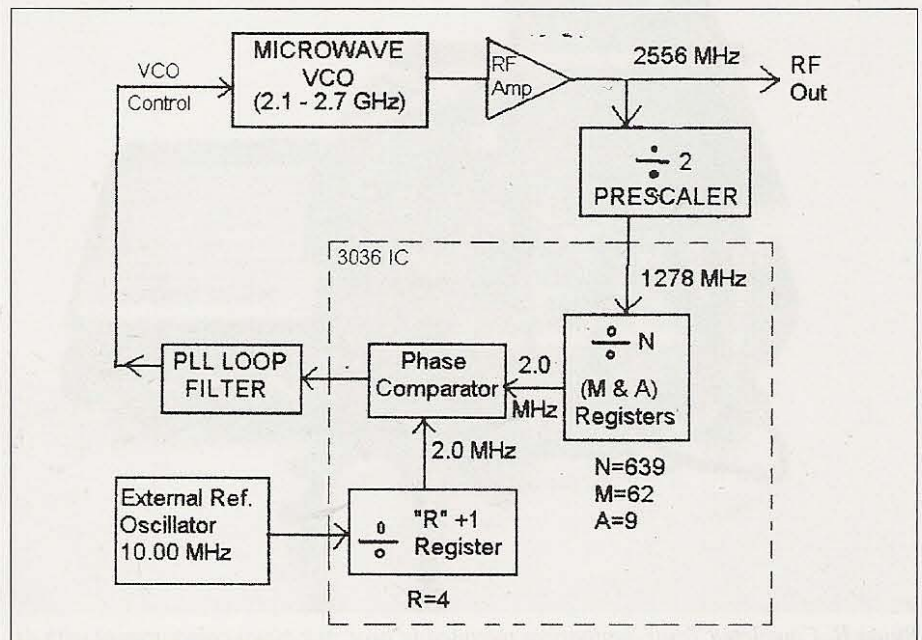 MICROWAVE
VCO
(2.1 - 2.7 GHz)
VCO
Control
RF
Amp
2556 MHz
RF
Out
÷ 2
PRESCALER
3036 IC
1278 MHz
PLL LOOP
FILTER
Phase
Comparator
2.0
MHz
÷ N
(M & A)
Registers
2.0 MHz
N=639
M=62
A=9
External Ref.
Oscillator
10.00 MHz
÷ "R" +1
Register
R=4